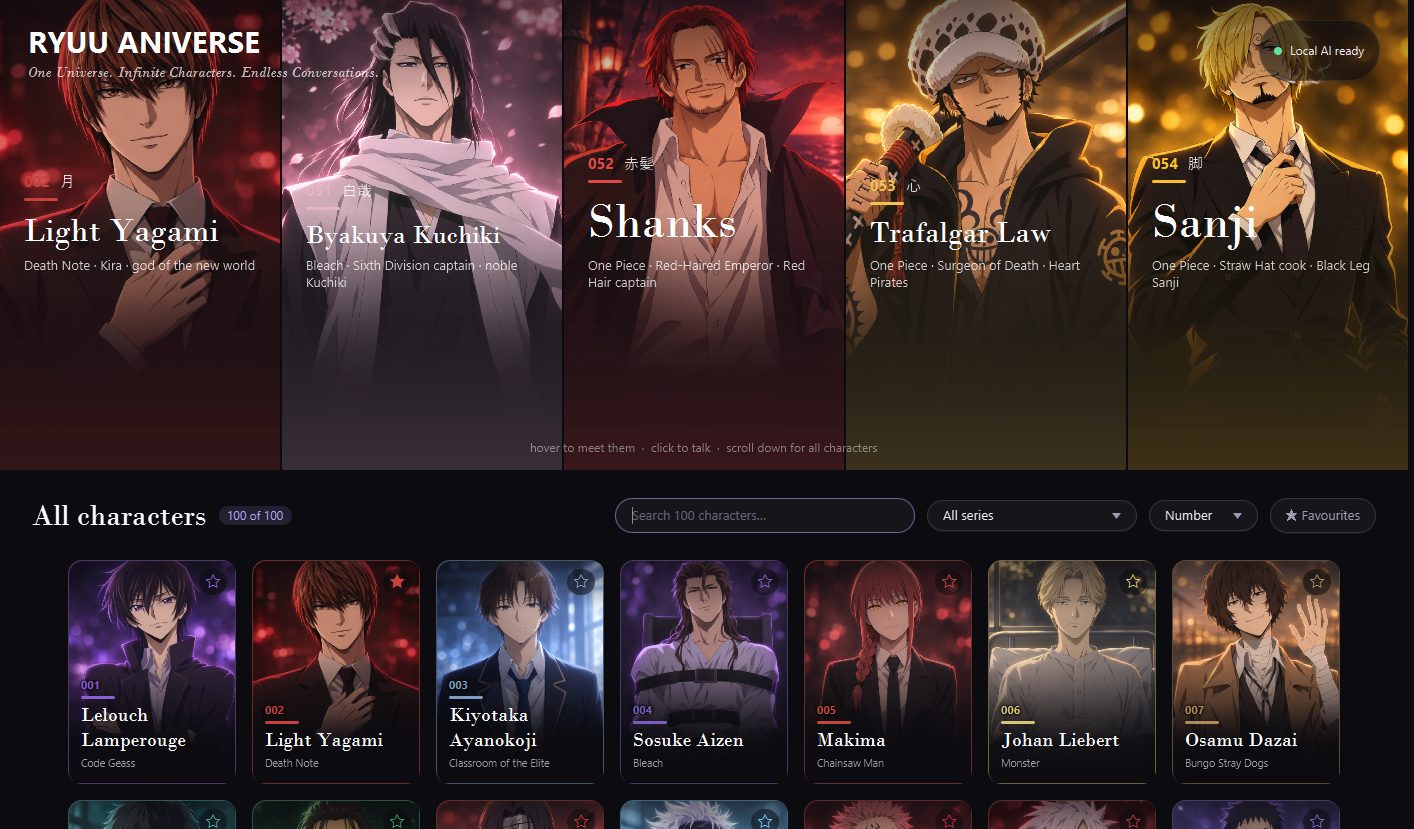 RYUU ANIVERSE
One Universe. Infinite Characters. Endless Conversations.
Local AI ready
002 月
Light Yagami
Death Note · Kira · god of the new world
051 白哉
Byakuya Kuchiki
Bleach · Sixth Division captain · noble
Kuchiki
052 赤髪
Shanks
One Piece · Red-Haired Emperor · Red
Hair captain
053 心
Trafalgar Law
One Piece · Surgeon of Death · Heart
Pirates
054 脚
Sanji
One Piece · Straw Hat cook · Black Leg
Sanji
hover to meet them · click to talk · scroll down for all characters
All characters
100 of 100
Search 100 characters...
All series
Number
★ Favourites
001
Lelouch
Lamperouge
Code Geass
002
Light Yagami
Death Note
003
Kiyotaka
Ayanokoji
Classroom of the Elite
004
Sosuke Aizen
Bleach
005
Makima
Chainsaw Man
006
Johan Liebert
Monster
007
Osamu Dazai
Bungo Stray Dogs